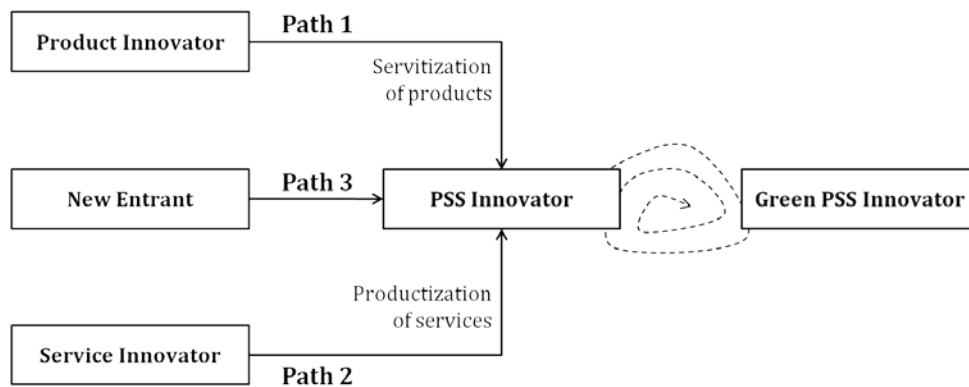 Product Innovator
Path 1
Servitization
of products
New Entrant
Path 3
PSS Innovator
Green PSS Innovator
Productization
of services
Service Innovator
Path 2